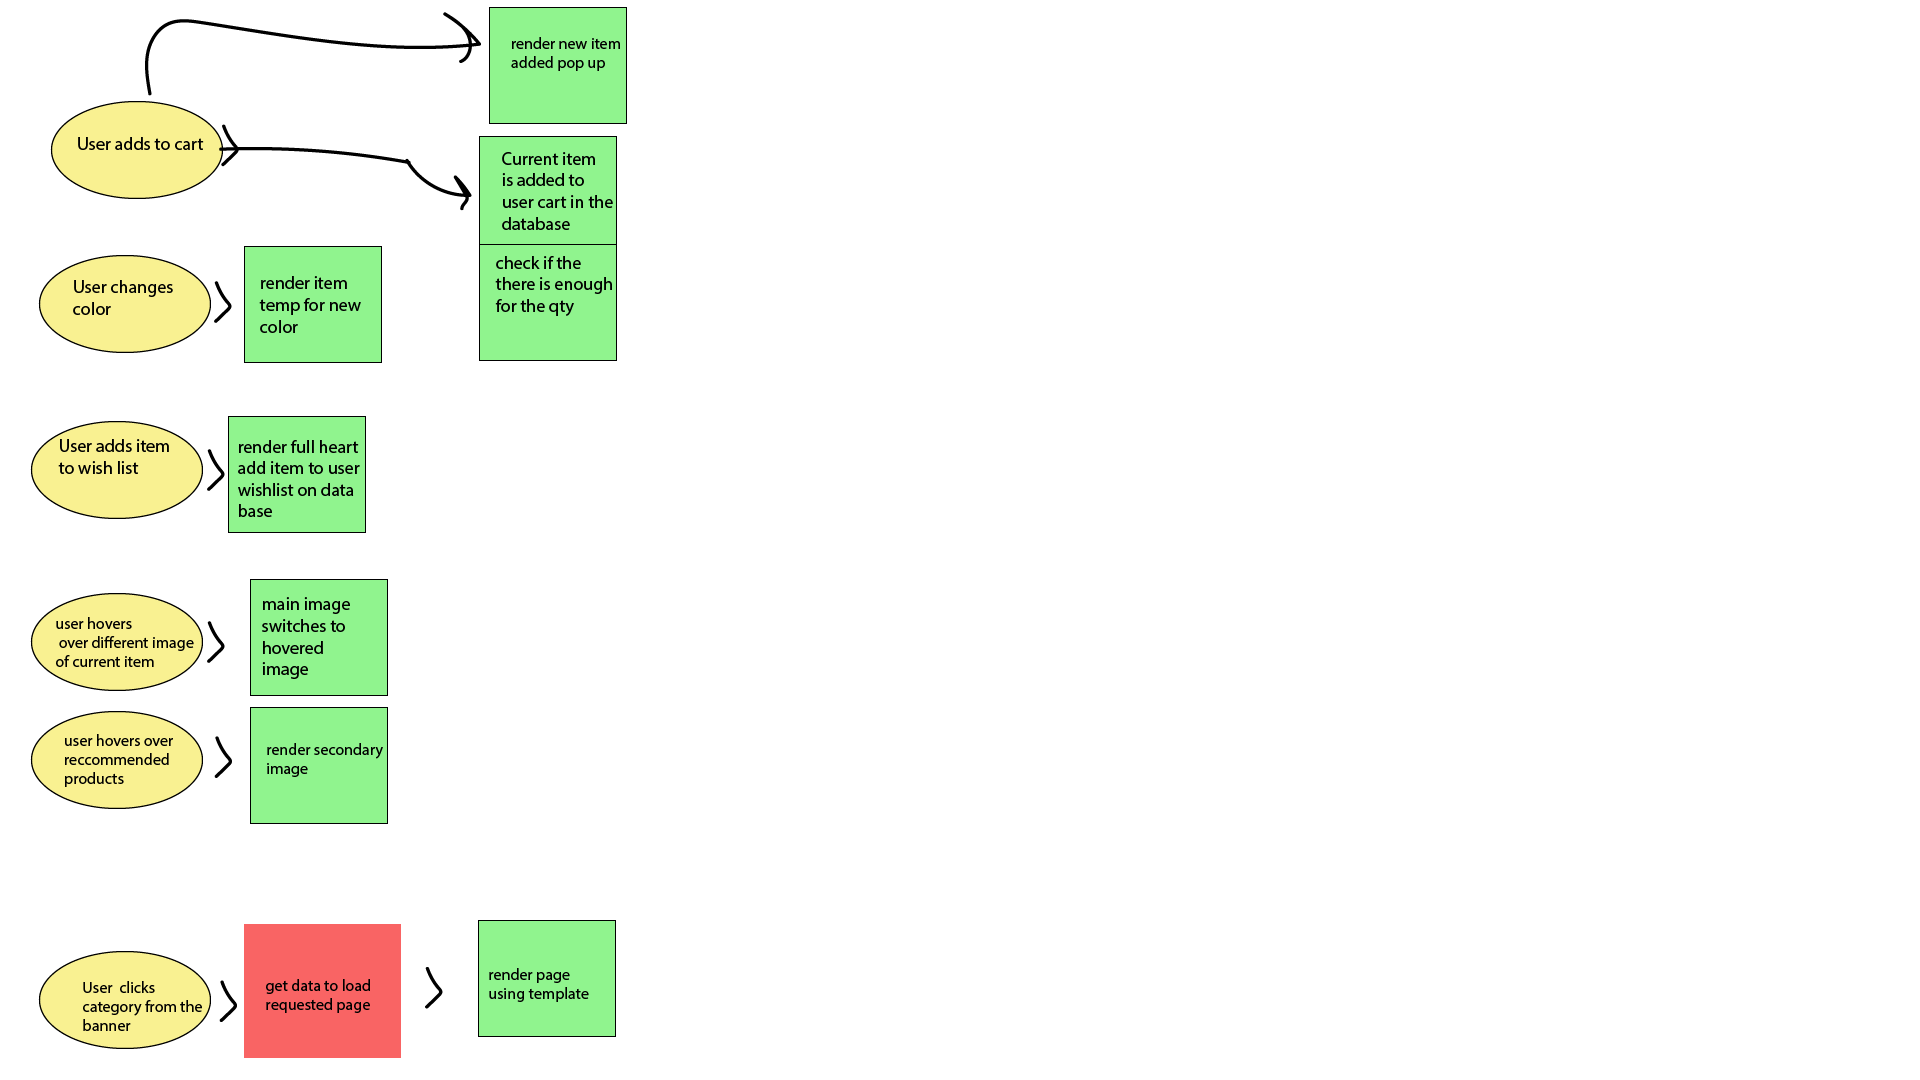 render new item
added pop up
User adds to cart
Current item
is added to
user cart in the
database
check if the
there is enough
for the qty
User changes
color
render item
temp for new
color
User adds item
to wish list
render full heart
add item to user
wishlist on data
base
user hovers
over different image
of current item
main image
switches to
hovered
image
user hovers over
reccommended
products
render secondary
image
User clicks
category from the
banner
get data to load
requested page
render page
using template